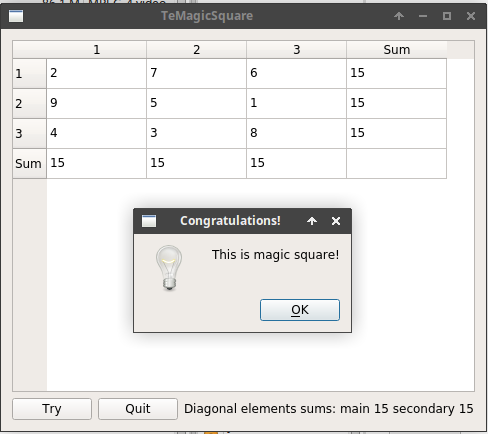 TeMagicSquare
1 2 3 Sum
1 2 7 6 15
2 9 5 1 15
3 4 3 8 15
Sum 15 15 15
Congratulations!
This is magic square!
OK
Try Quit Diagonal elements sums: main 15 secondary 15